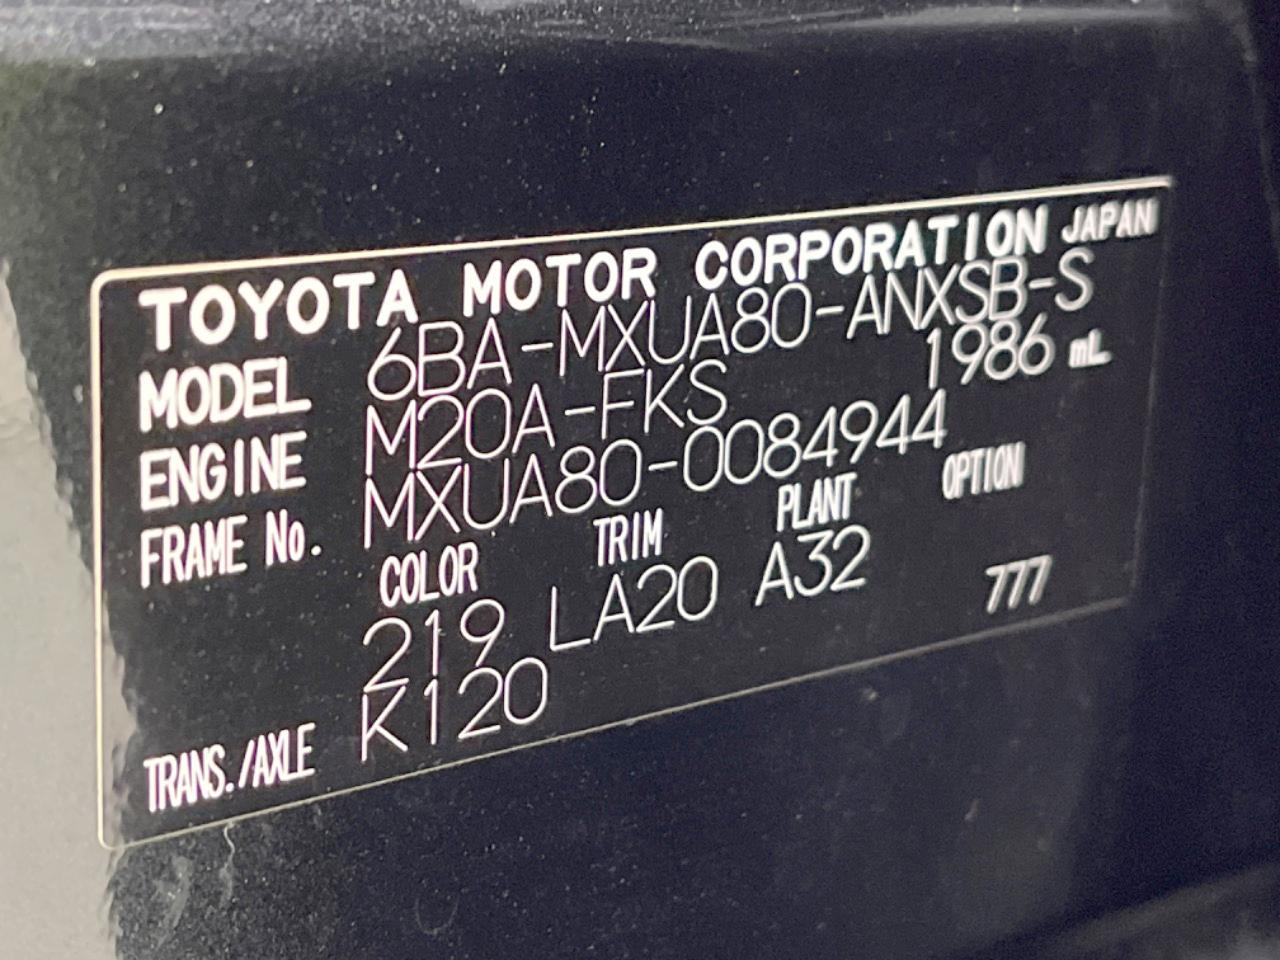 TOYOTA MOTOR CORPORATION JAPAN
MODEL 6BA-MXUA80-ANXSB-S
ENGINE M20A-FKS 1986 mL
FRAME No. MXUA80-0084944
COLOR TRIM PLANT OPTION
219 LA20 A32 777
TRANS./AXLE K120